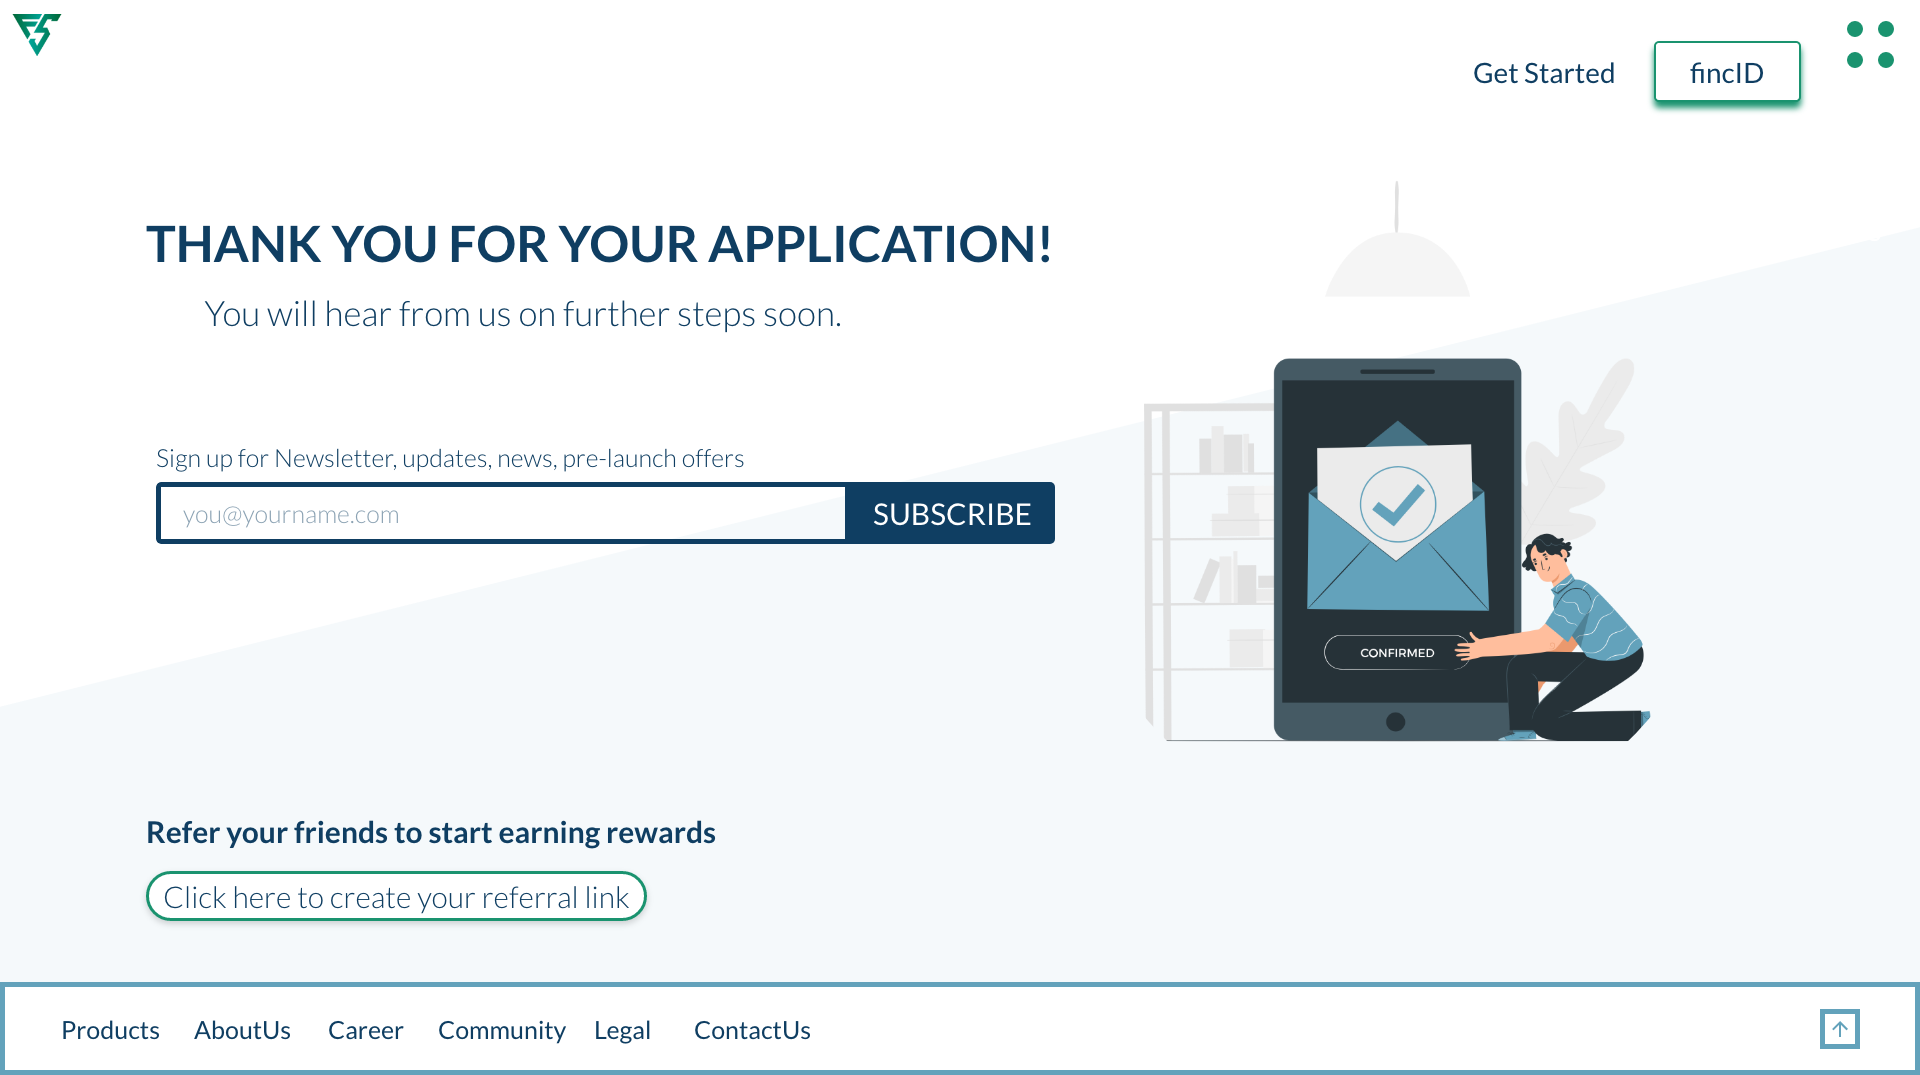 Get Started
fincID
THANK YOU FOR YOUR APPLICATION!
You will hear from us on further steps soon.
Sign up for Newsletter, updates, news, pre-launch offers
you@yourname.com
SUBSCRIBE
CONFIRMED
Refer your friends to start earning rewards
Click here to create your referral link
Products
AboutUs
Career
Community
Legal
ContactUs